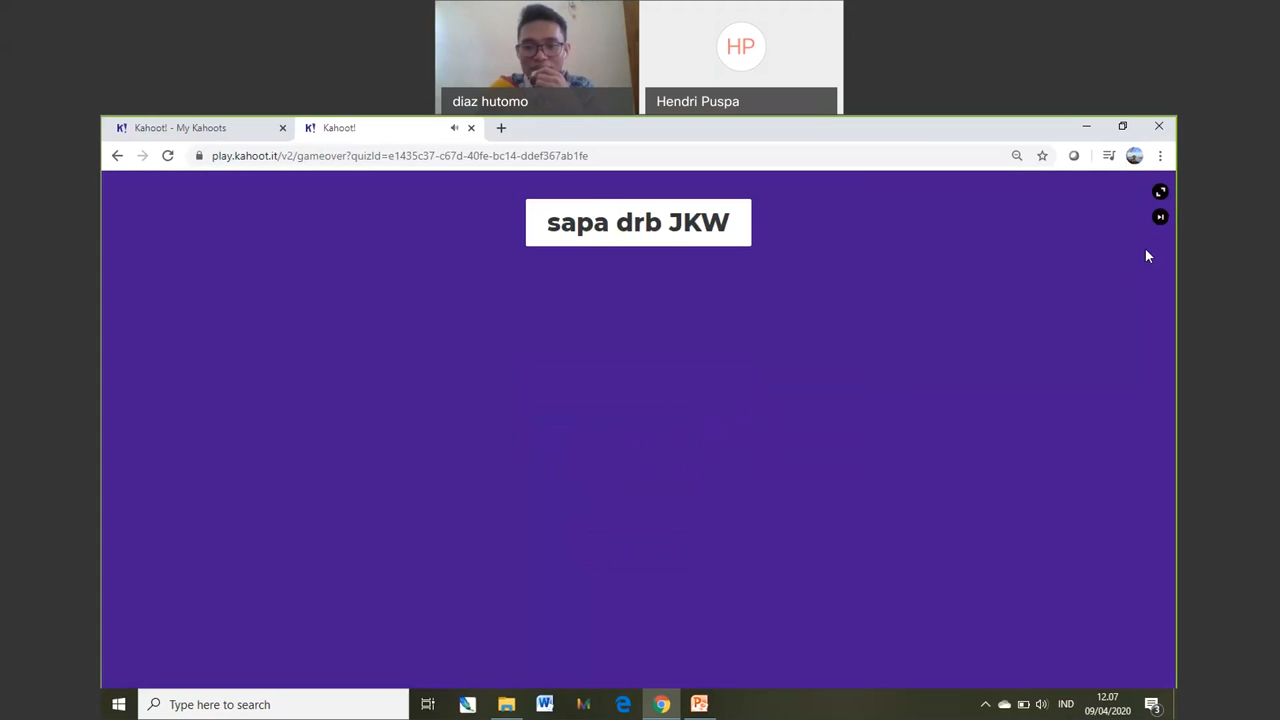 HP
diaz hutomo
Hendri Puspa
K! Kahoot! - My Kahoots
K! Kahoot!
play.kahoot.it/v2/gameover?quizId=e1435c37-c67d-40fe-bc14-ddef367ab1fe
sapa drb JKW
Type here to search
IND
12.07
09/04/2020
3